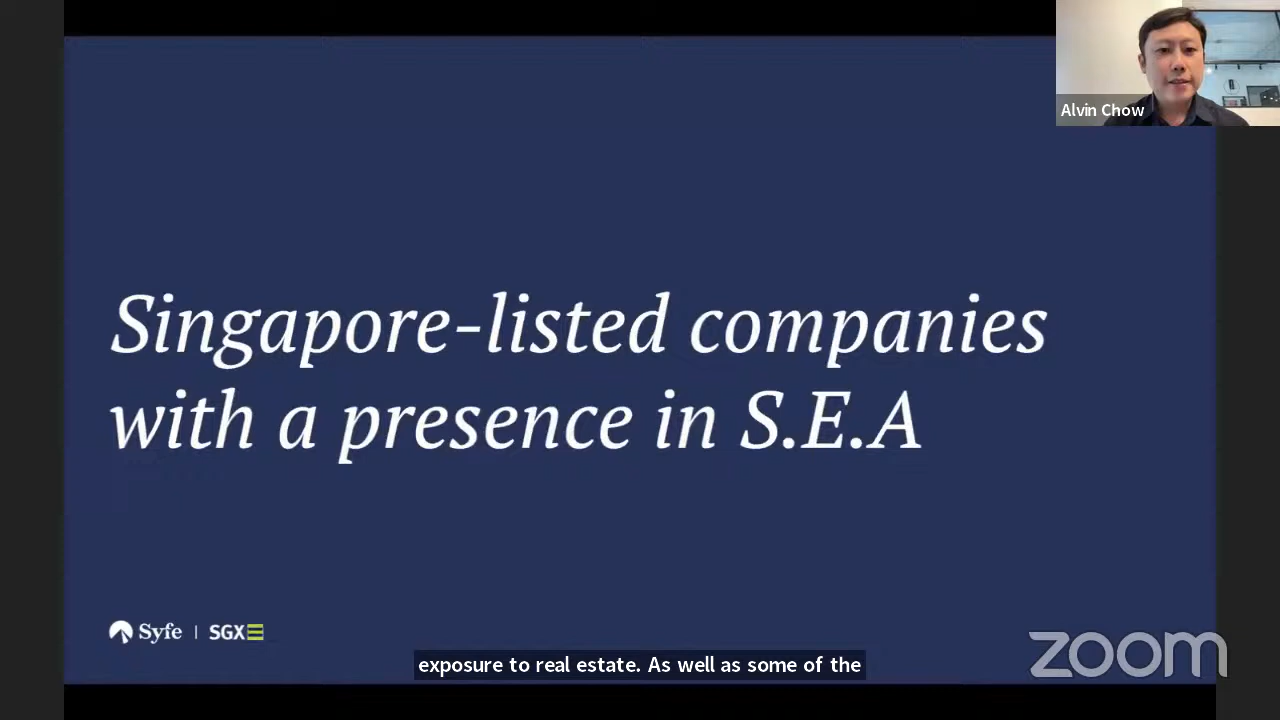 Alvin Chow
Singapore-listed companies
with a presence in S.E.A
Syfe | SGX
zoom
exposure to real estate. As well as some of the